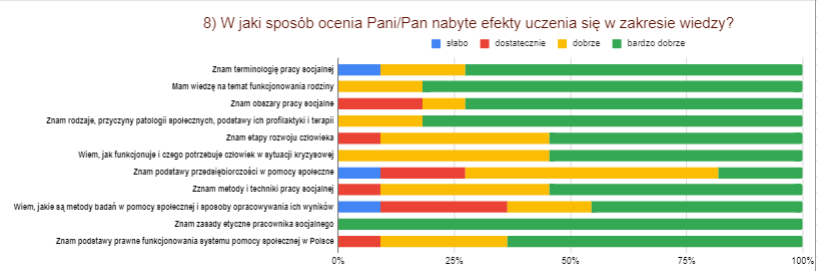 8) W jaki sposób ocenia Pani/Pan nabyte efekty uczenia się w zakresie wiedzy?
słabo dostatecznie dobrze bardzo dobrze
Znam terminologię pracy socjalnej
Mam wiedzę na temat funkcjonowania rodziny
Znam obszary pracy socjalne
Znam rodzaje, przyczyny patologii społecznych, podstawy ich profilaktyki i terapii
Znam etapy rozwoju człowieka
Wiem, jak funkcjonuje i czego potrzebuje człowiek w sytuacji kryzysowej
Znam podstawy przedsiębiorczości w pomocy społeczne
Zznam metody i techniki pracy socjalnej
Wiem, jakie są metody badań w pomocy społecznej i sposoby opracowywania ich wyników
Znam zasady etyczne pracownika socjalnego
Znam podstawy prawne funkcjonowania systemu pomocy społecznej w Polsce
0% 25% 50% 75% 100%